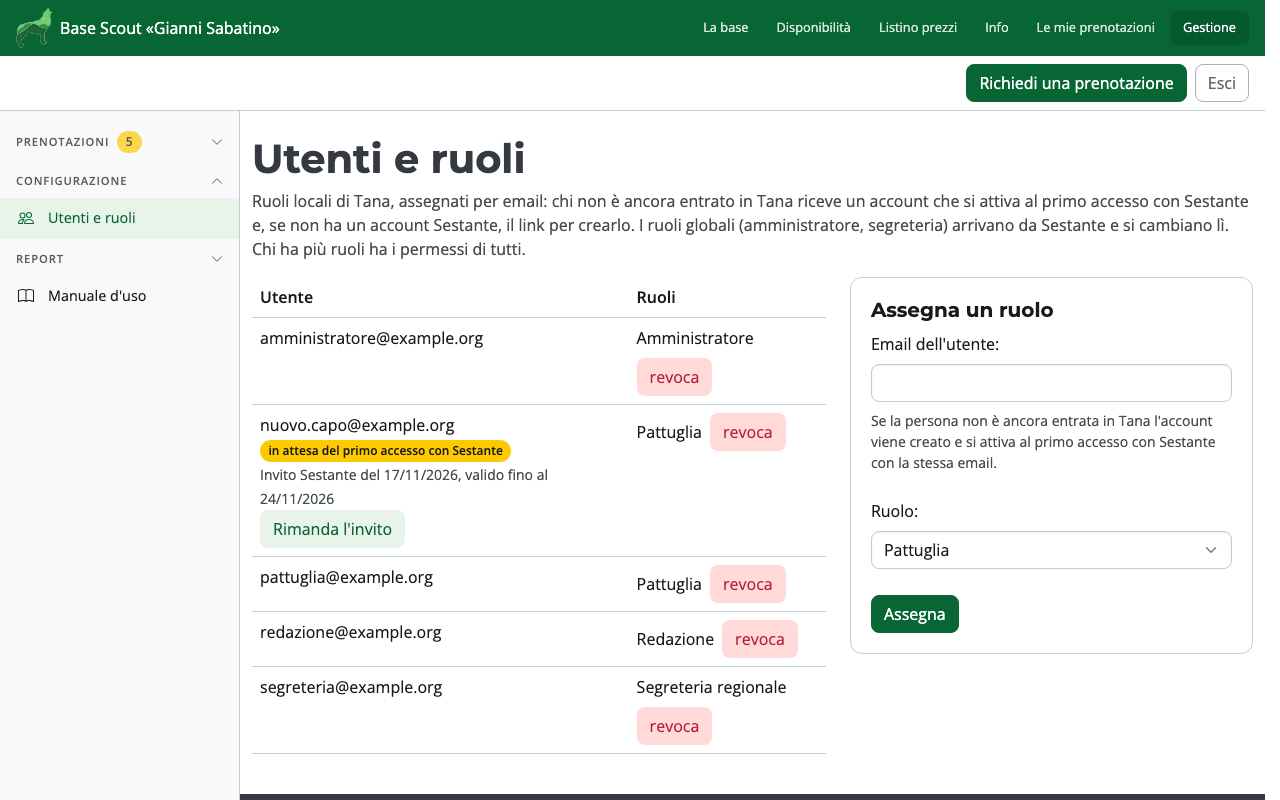 Base Scout «Gianni Sabatino»
La base
Disponibilità
Listino prezzi
Info
Le mie prenotazioni
Gestione
Richiedi una prenotazione
Esci
PRENOTAZIONI 5
CONFIGURAZIONE
Utenti e ruoli
REPORT
Manuale d'uso
Utenti e ruoli
Ruoli locali di Tana, assegnati per email: chi non è ancora entrato in Tana riceve un account che si attiva al primo accesso con Sestante
e, se non ha un account Sestante, il link per crearlo. I ruoli globali (amministratore, segreteria) arrivano da Sestante e si cambiano lì.
Chi ha più ruoli ha i permessi di tutti.
Utente
Ruoli
amministratore@example.org
Amministratore
revoca
nuovo.capo@example.org
in attesa del primo accesso con Sestante
Invito Sestante del 17/11/2026, valido fino al
24/11/2026
Rimanda l'invito
Pattuglia
revoca
pattuglia@example.org
Pattuglia
revoca
redazione@example.org
Redazione
revoca
segreteria@example.org
Segreteria regionale
revoca
Assegna un ruolo
Email dell'utente:
Se la persona non è ancora entrata in Tana l'account
viene creato e si attiva al primo accesso con Sestante
con la stessa email.
Ruolo:
Pattuglia
Assegna